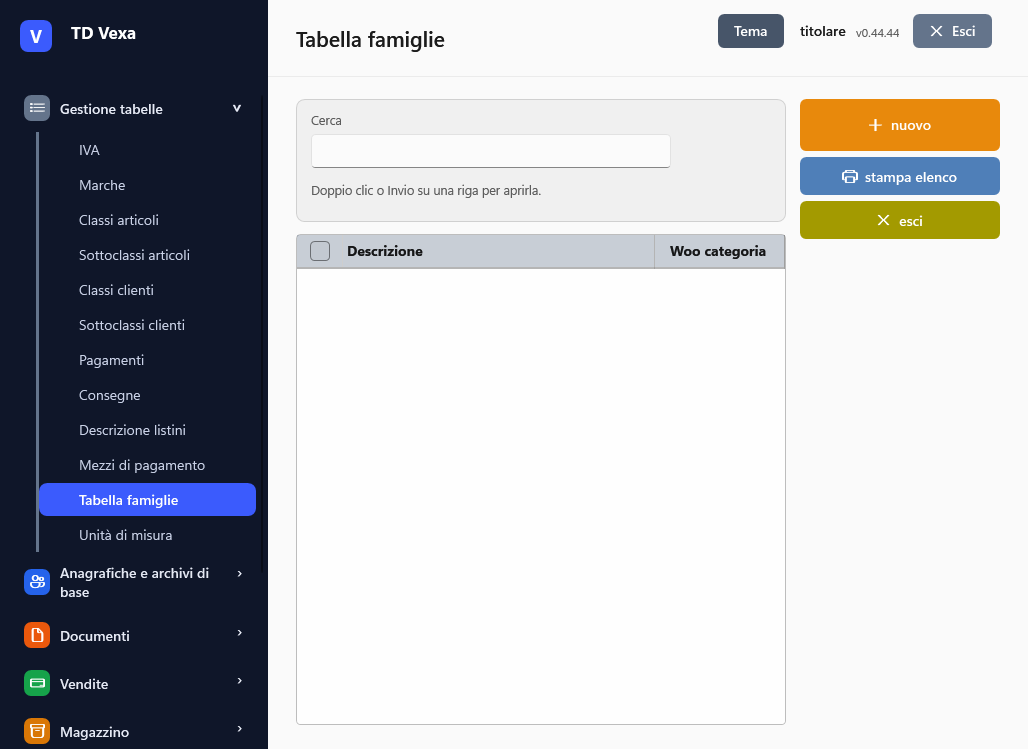 V
TD Vexa
Gestione tabelle
IVA
Marche
Classi articoli
Sottoclassi articoli
Classi clienti
Sottoclassi clienti
Pagamenti
Consegne
Descrizione listini
Mezzi di pagamento
Tabella famiglie
Unità di misura
Anagrafiche e archivi di
base
Documenti
Vendite
Magazzino
Tabella famiglie
Tema
titolare v0.44.44
Esci
Cerca
Doppio clic o Invio su una riga per aprirla.
Descrizione
Woo categoria
nuovo
stampa elenco
esci